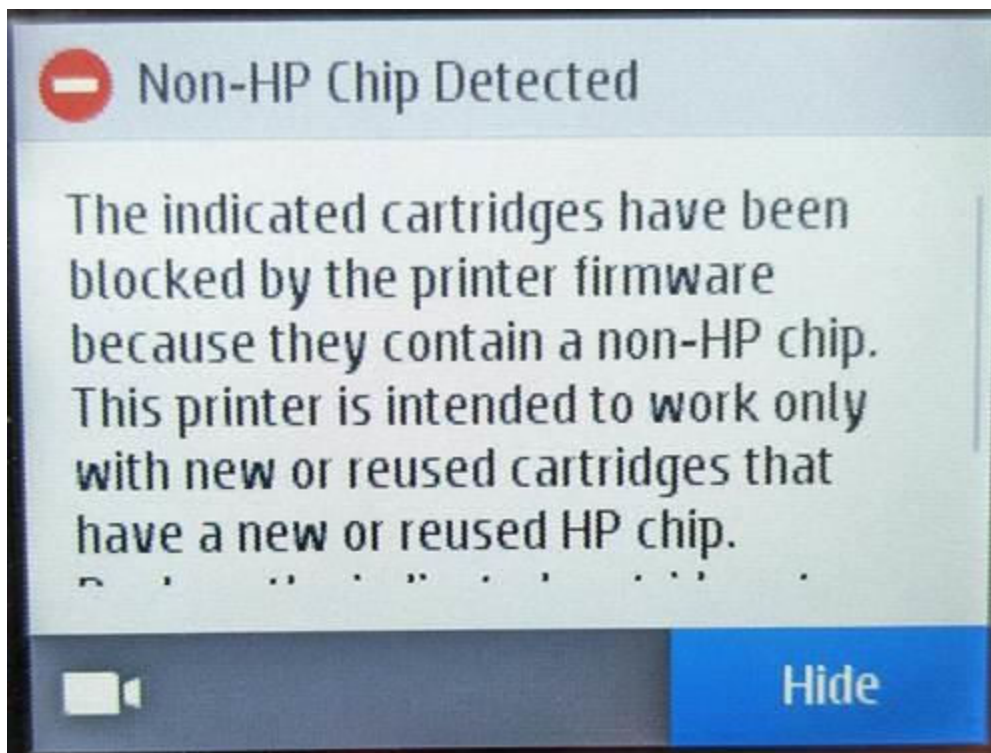 Non-HP Chip Detected
The indicated cartridges have been
blocked by the printer firmware
because they contain a non-HP chip.
This printer is intended to work only
with new or reused cartridges that
have a new or reused HP chip.
Hide